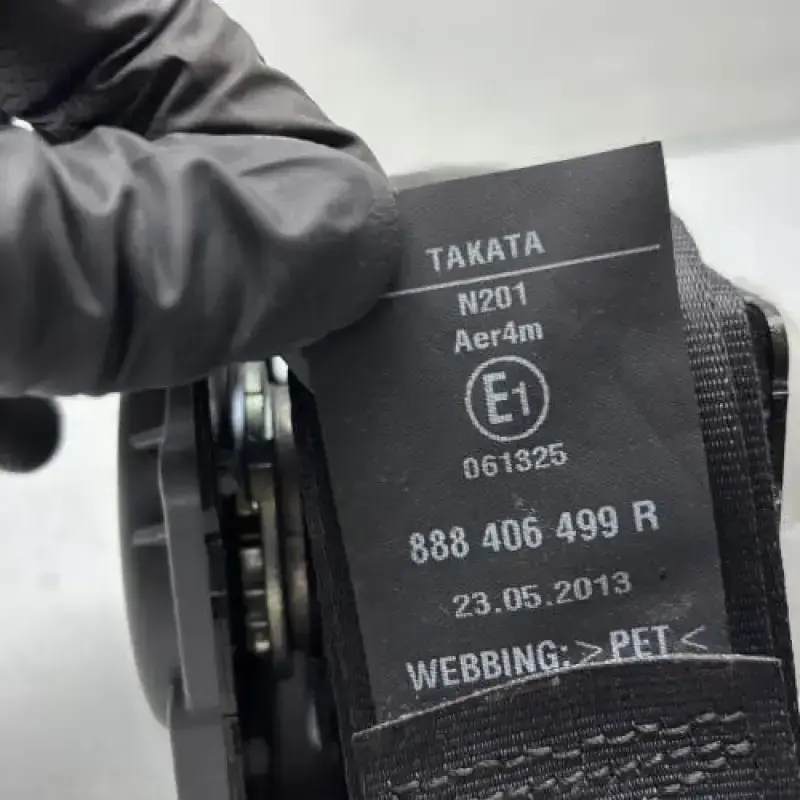 TAKATA
N201
Aer4m
E1
061325
888 406 499 R
23.05.2013
WEBBING: >PET<